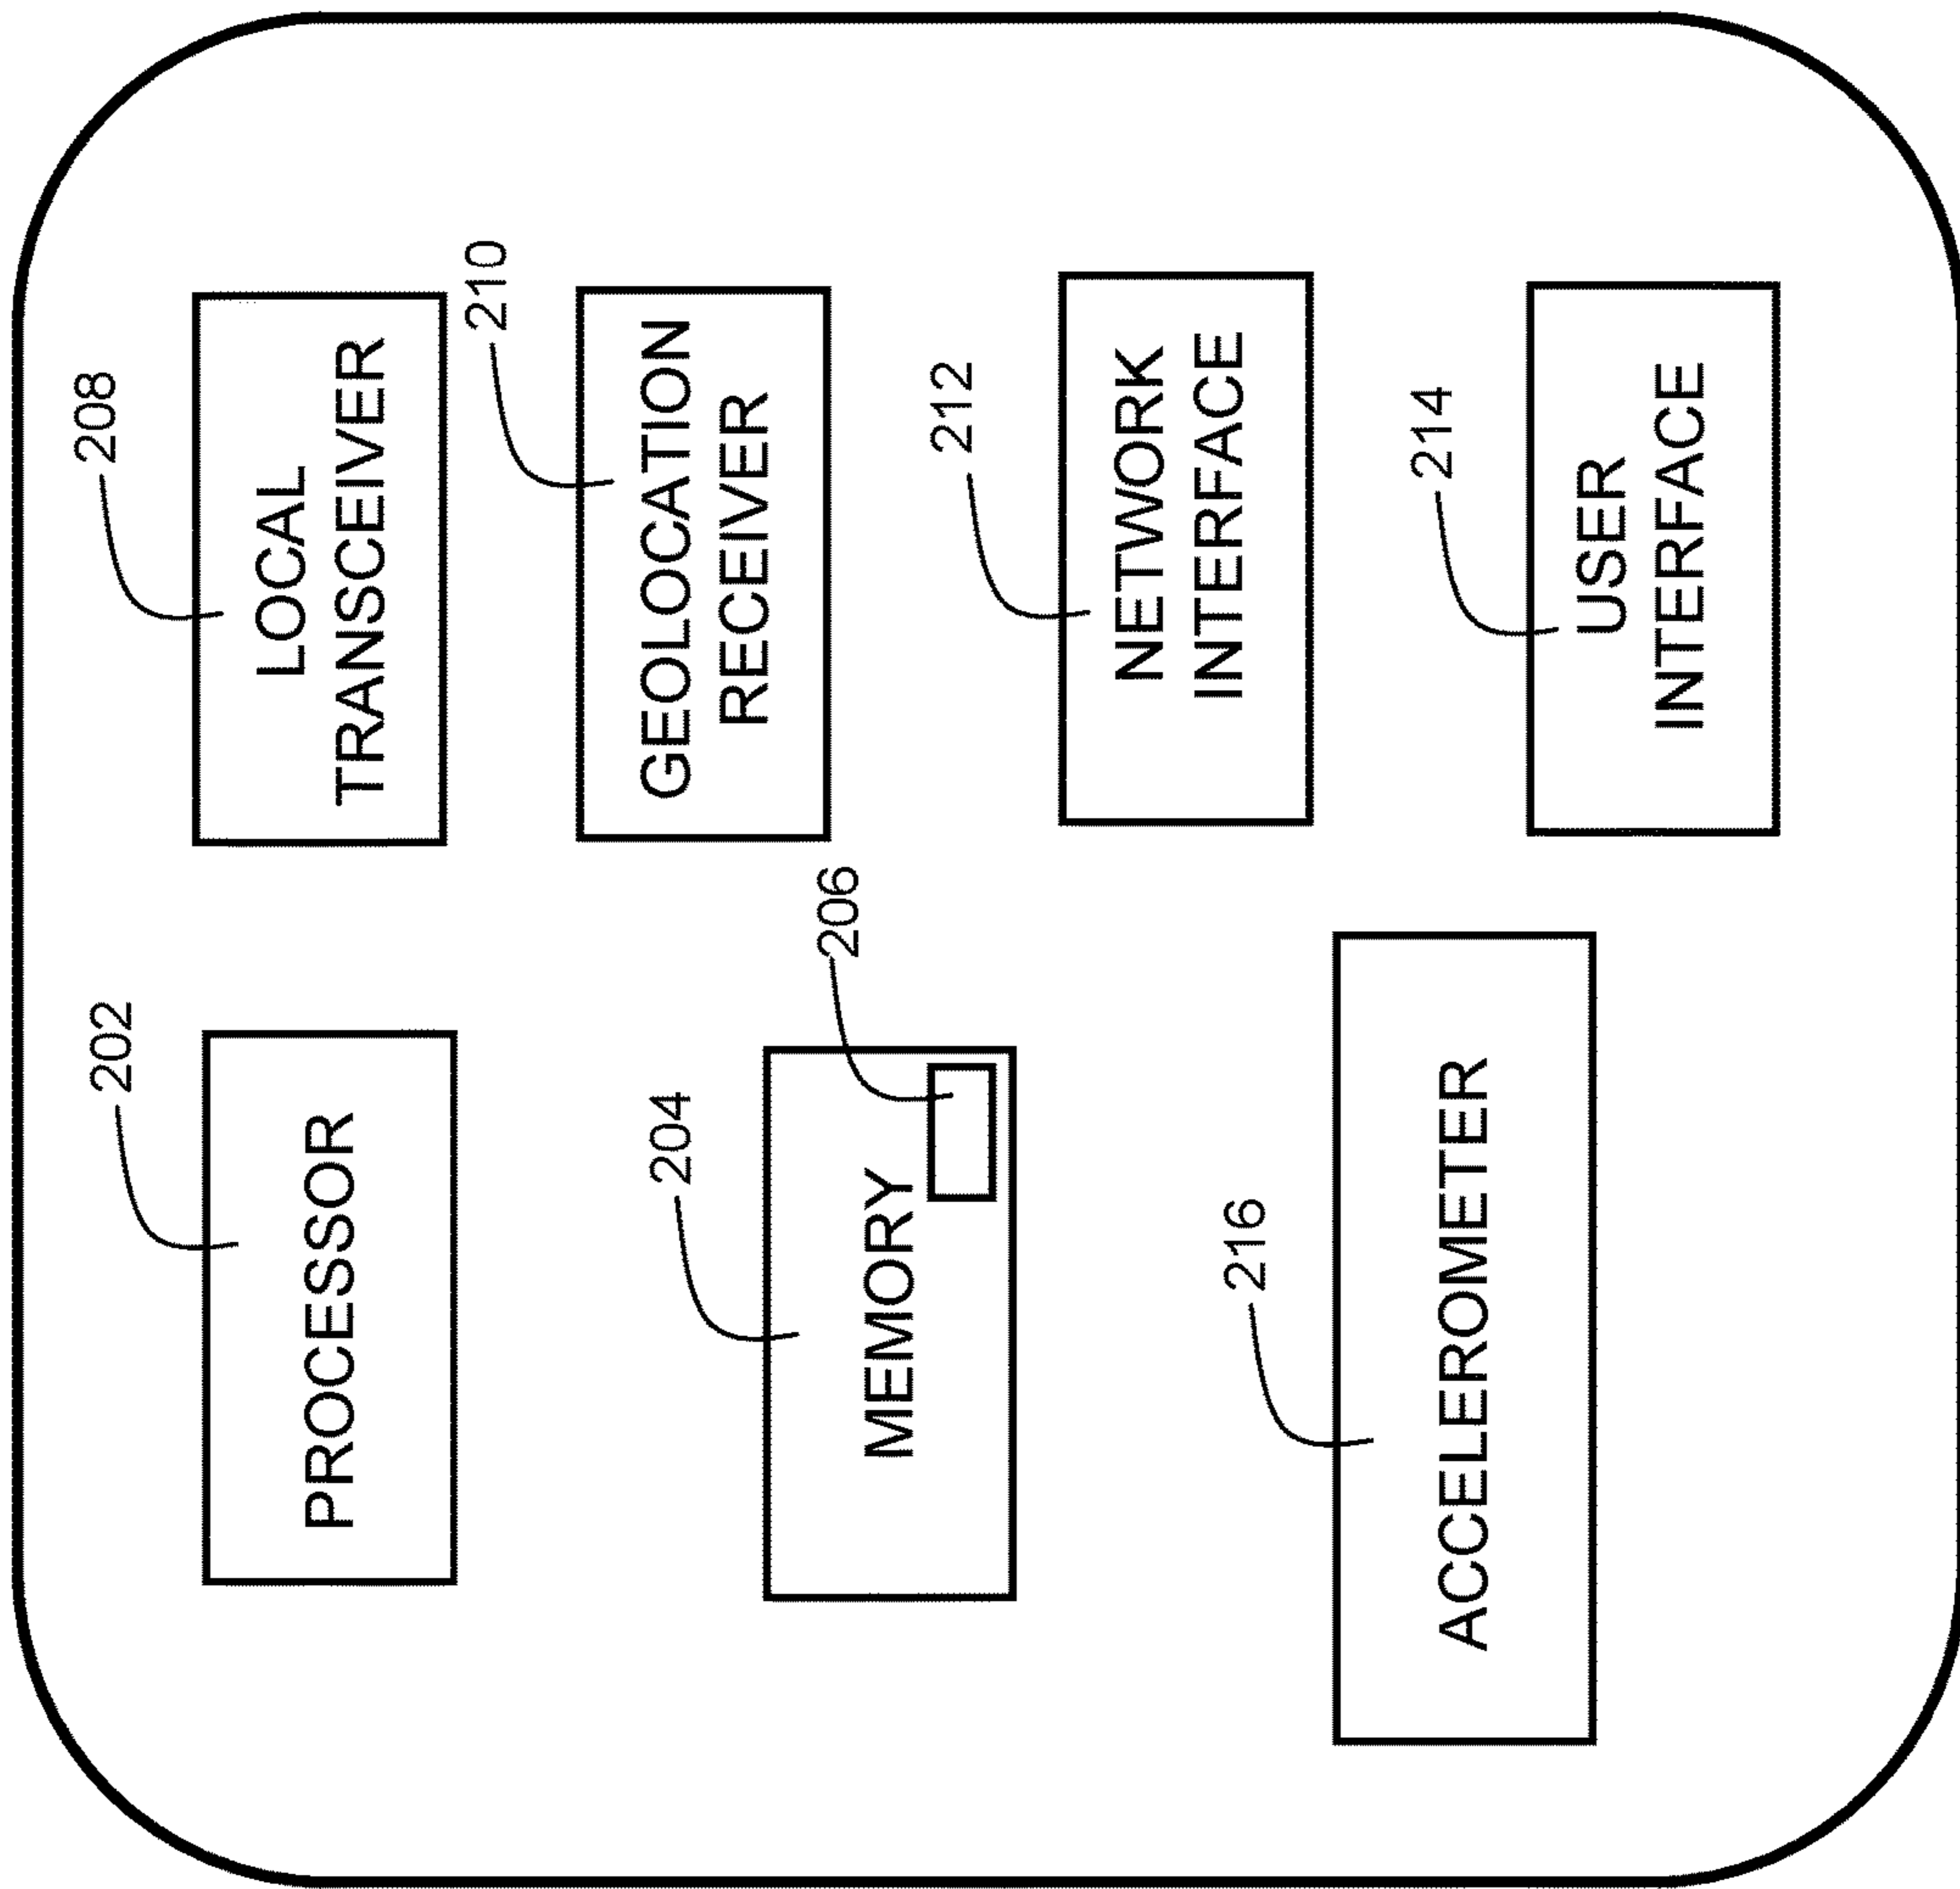 202
PROCESSOR
208
LOCAL
TRANSCEIVER
204
MEMORY
206
210
GEOLOCATION
RECEIVER
212
NETWORK
INTERFACE
216
ACCELEROMETER
214
USER
INTERFACE